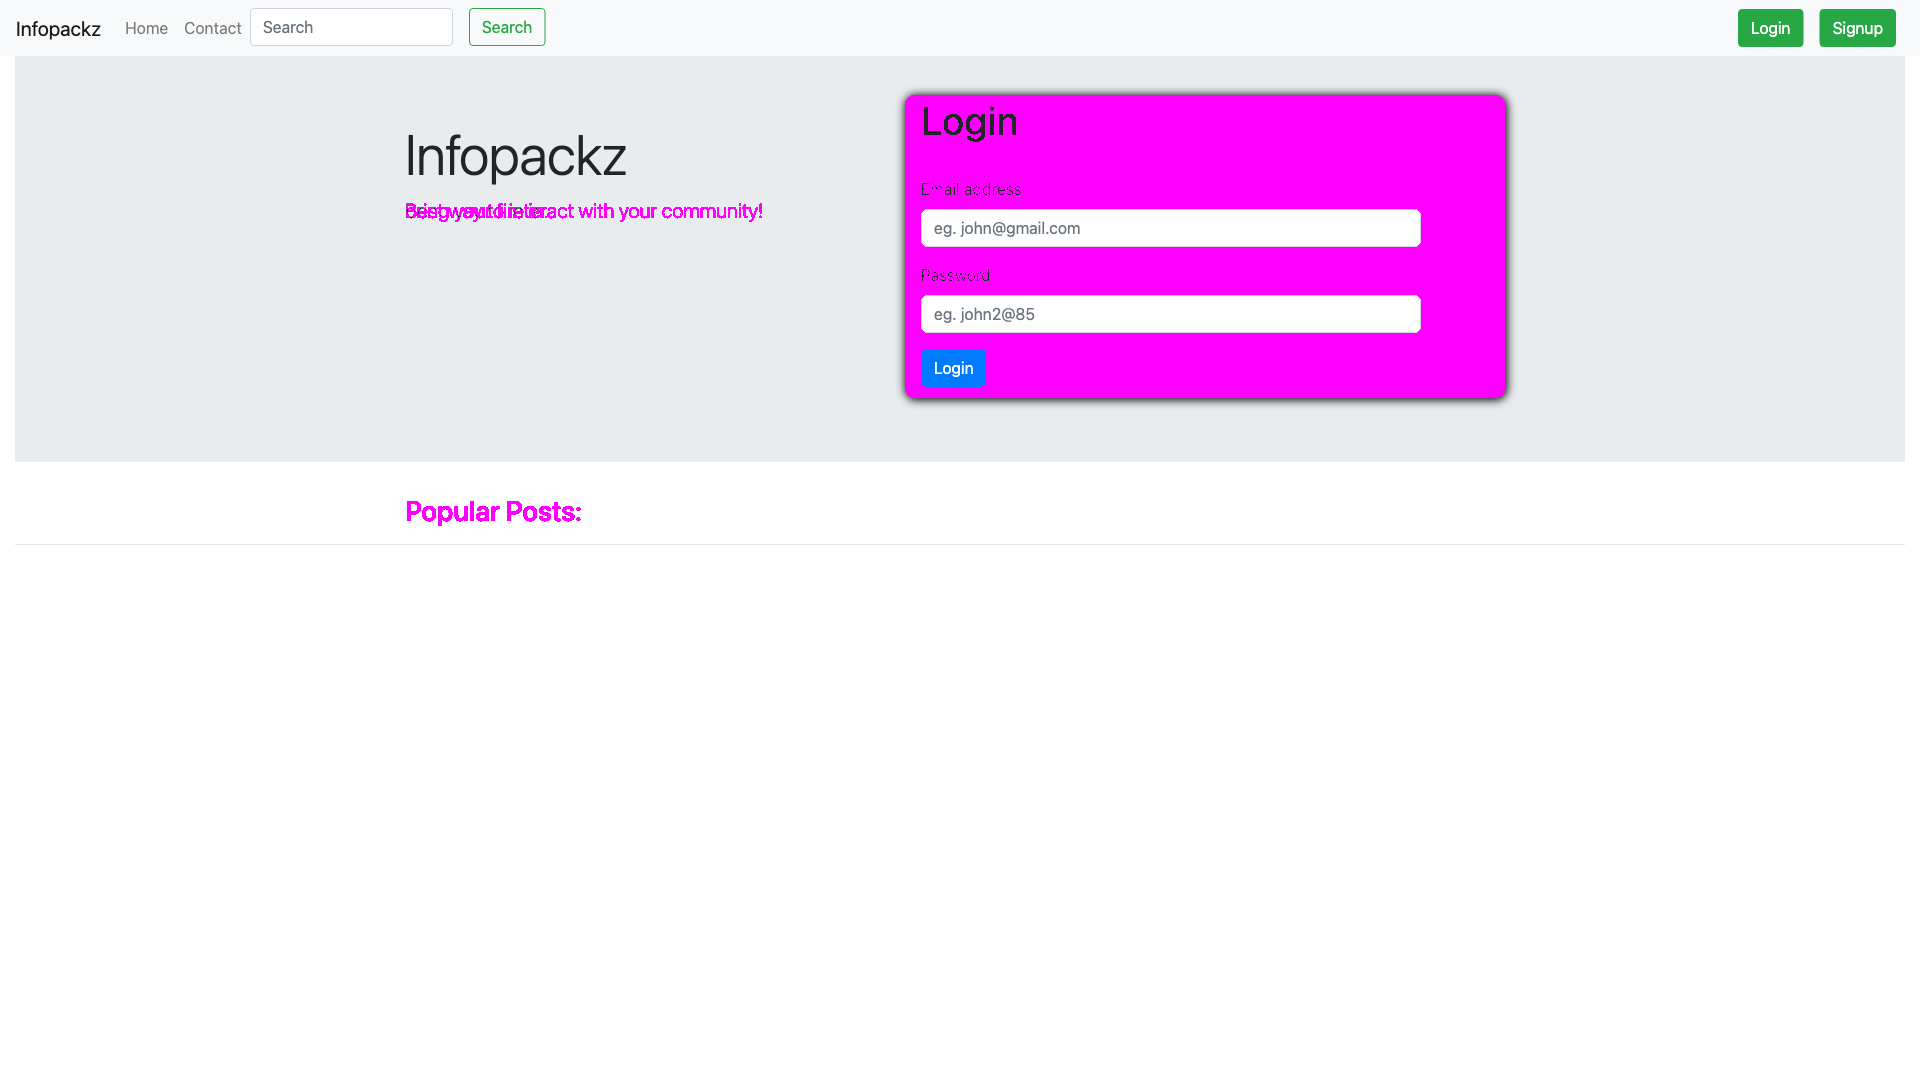 Infopackz Home Contact Search Search Login Signup
Login
Infopackz
Email address
Best way to interact with your community!
eg. john@gmail.com
Password
eg. john2@85
Login
Popular Posts: